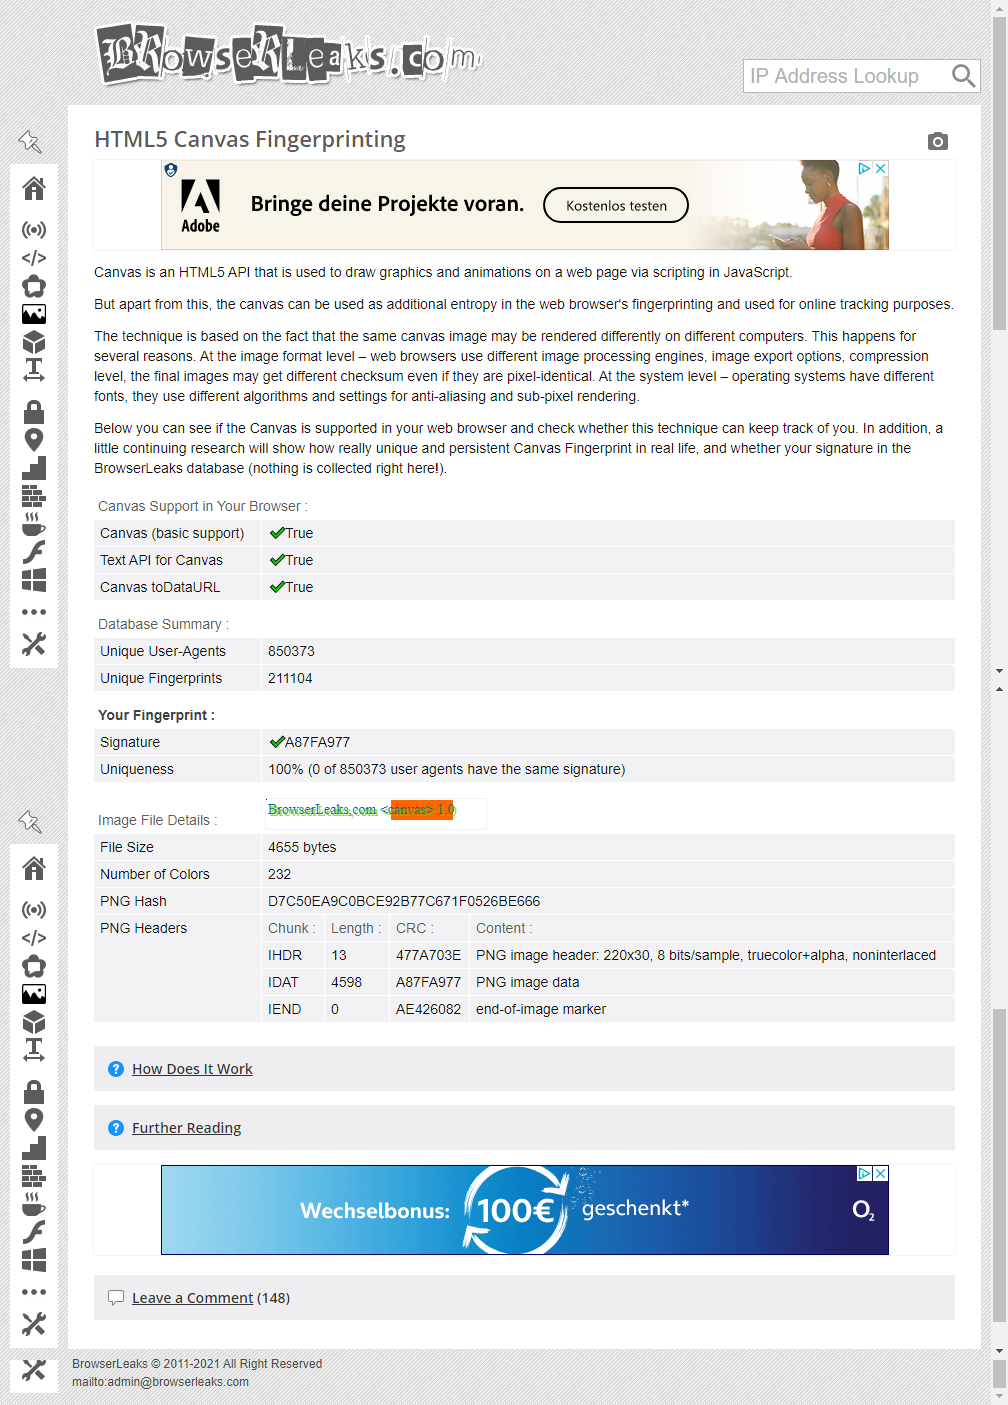 BRowseRLeaks.com
IP Address Lookup
HTML5 Canvas Fingerprinting
Adobe
Bringe deine Projekte voran.
Kostenlos testen
Canvas is an HTML5 API that is used to draw graphics and animations on a web page via scripting in JavaScript.
But apart from this, the canvas can be used as additional entropy in the web browser's fingerprinting and used for online tracking purposes.
The technique is based on the fact that the same canvas image may be rendered differently on different computers. This happens for
several reasons. At the image format level – web browsers use different image processing engines, image export options, compression
level, the final images may get different checksum even if they are pixel-identical. At the system level – operating systems have different
fonts, they use different algorithms and settings for anti-aliasing and sub-pixel rendering.
Below you can see if the Canvas is supported in your web browser and check whether this technique can keep track of you. In addition, a
little continuing research will show how really unique and persistent Canvas Fingerprint in real life, and whether your signature in the
BrowserLeaks database (nothing is collected right here!).
Canvas Support in Your Browser :
Canvas (basic support) True
Text API for Canvas True
Canvas toDataURL True
Database Summary :
Unique User-Agents 850373
Unique Fingerprints 211104
Your Fingerprint :
Signature A87FA977
Uniqueness 100% (0 of 850373 user agents have the same signature)
BrowserLeaks,com <canvas> 1.0
Image File Details :
File Size 4655 bytes
Number of Colors 232
PNG Hash D7C50EA9C0BCE92B77C671F0526BE666
PNG Headers Chunk : Length : CRC : Content :
IHDR 13 477A703E PNG image header: 220x30, 8 bits/sample, truecolor+alpha, noninterlaced
IDAT 4598 A87FA977 PNG image data
IEND 0 AE426082 end-of-image marker
How Does It Work
Further Reading
Wechselbonus: 100€ geschenkt* O2
Leave a Comment (148)
BrowserLeaks © 2011-2021 All Right Reserved
mailto:admin@browserleaks.com